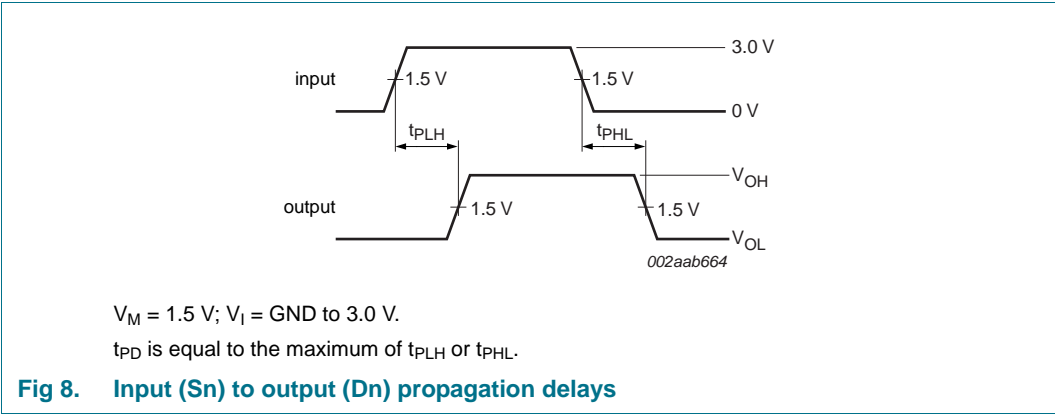 3.0 V
input
1.5 V
1.5 V
0 V
tPLH
tPHL
VOH
output
1.5 V
1.5 V
VOL
002aab664
VM = 1.5 V; VI = GND to 3.0 V.
tPD is equal to the maximum of tPLH or tPHL.
Fig 8. Input (Sn) to output (Dn) propagation delays